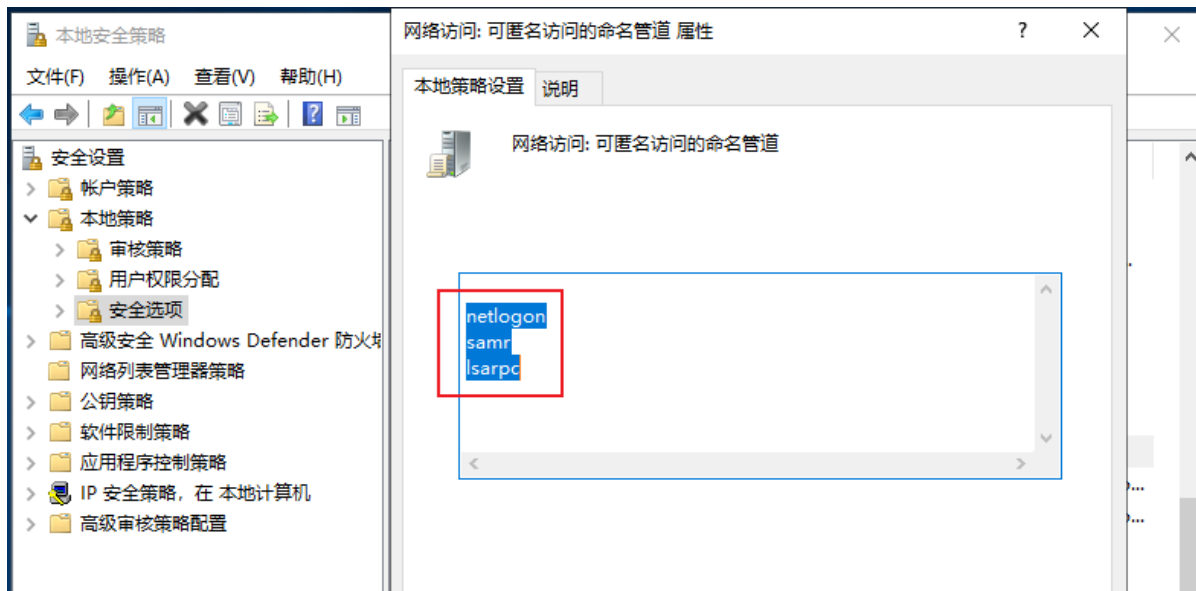 本地安全策略
文件(F) 操作(A) 查看(V) 帮助(H)
安全设置
帐户策略
本地策略
审核策略
用户权限分配
安全选项
高级安全 Windows Defender 防火墙
网络列表管理器策略
公钥策略
软件限制策略
应用程序控制策略
IP 安全策略，在 本地计算机
高级审核策略配置
网络访问: 可匿名访问的命名管道 属性
?
本地策略设置 说明
网络访问: 可匿名访问的命名管道
netlogon
samr
lsarpc